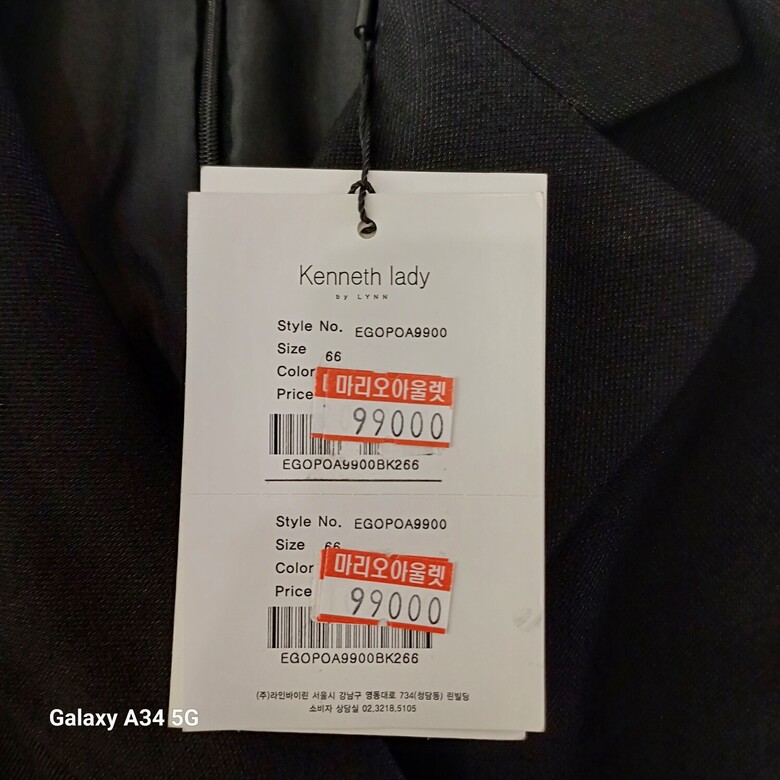 Kenneth lady
by LYNN
Style No. EGOPOA9900
Size 66
Color
Price
마리오아울렛
99000
EGOPOA9900BK266
Style No. EGOPOA9900
Size 66
Color
Price
마리오아울렛
99000
EGOPOA9900BK266
(주)라인바이린 서울시 강남구 영동대로 734(청담동) 린빌딩
소비자 상담실 02.3218.5105
Galaxy A34 5G